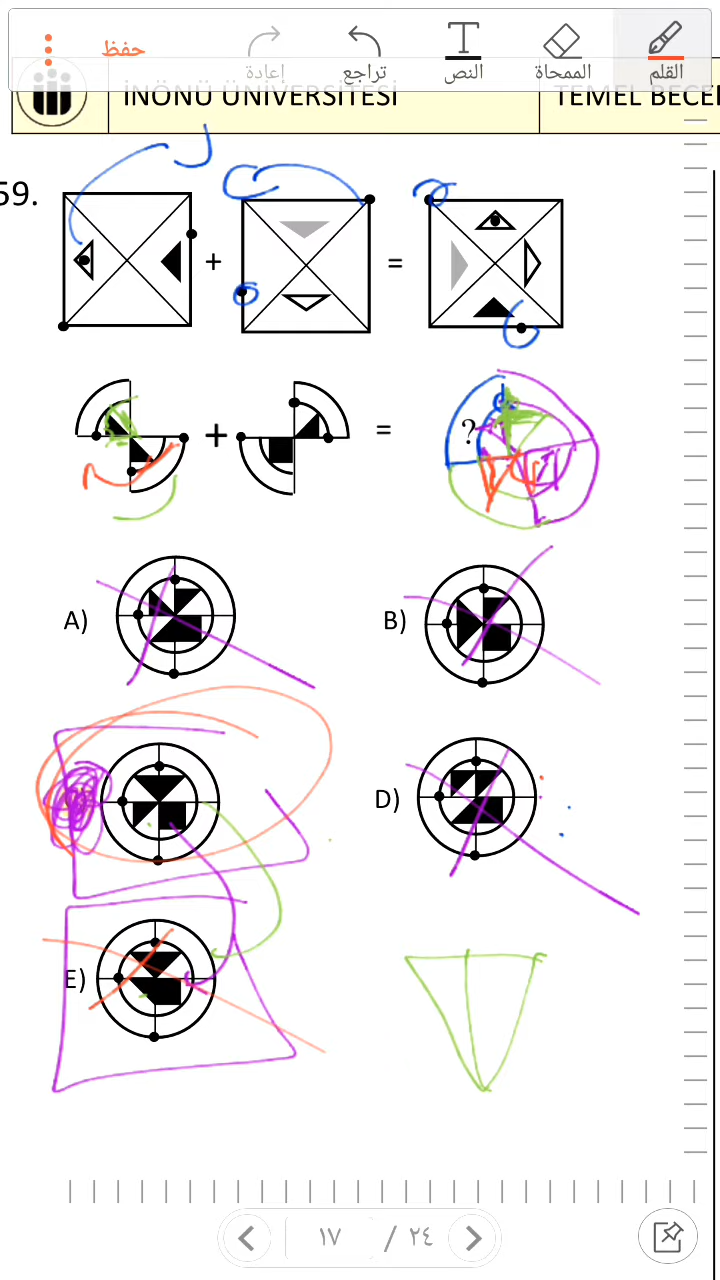 حفظ
إعادة
تراجع
النص
الممحاة
القلم
İNÖNÜ ÜNİVERSİTESİ
TEMEL BECE
59.
+
=
+
=
?
A)
B)
D)
E)
١٧ / ٢٤